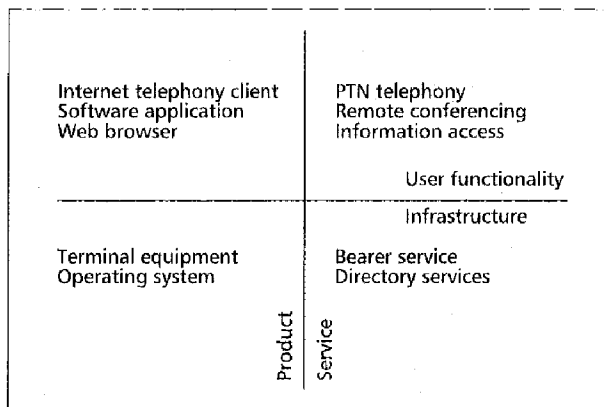 Internet telephony client
Software application
Web browser
PTN telephony
Remote conferencing
Information access
User functionality
Infrastructure
Terminal equipment
Operating system
Bearer service
Directory services
Product
Service